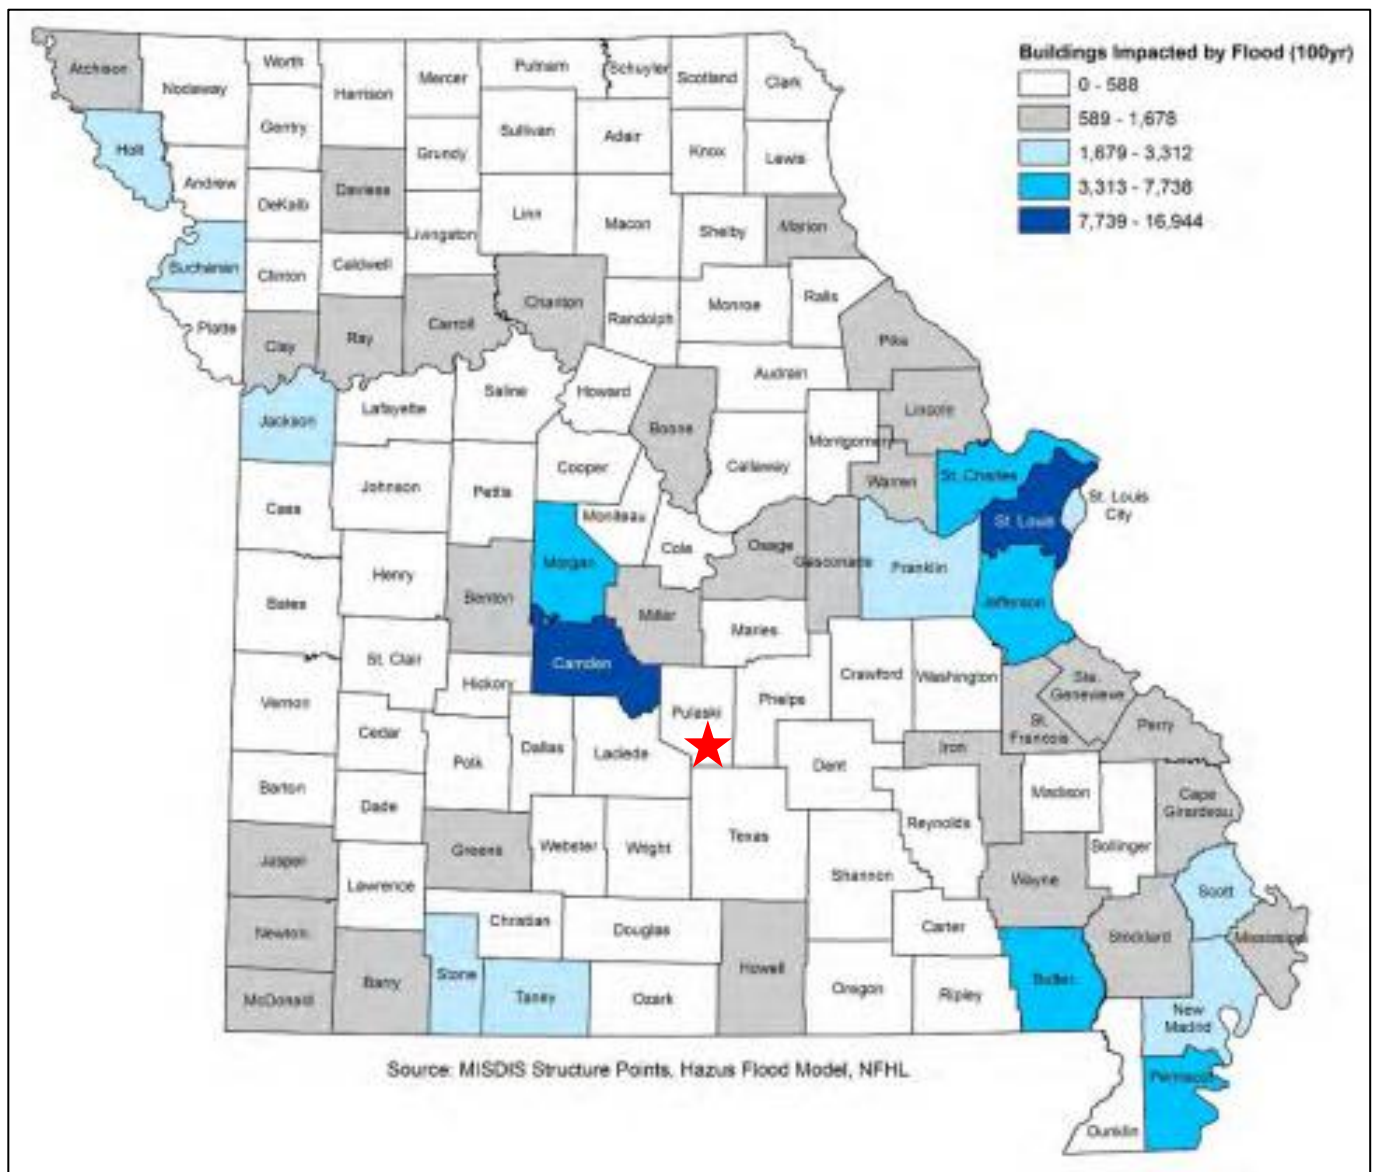 Buildings Impacted by Flood (100yr)
0 - 588
589 - 1,678
1,679 - 3,312
3,313 - 7,738
7,739 - 16,944
Atchison
Nodaway
Worth
Harrison
Mercer
Putnam
Schuyler
Scotland
Clark
Gentry
Sullivan
Adair
Knox
Lewis
Holt
Andrew
DeKalb
Daviess
Grundy
Linn
Macon
Shelby
Marion
Livingston
Buchanan
Clinton
Caldwell
Chariton
Randolph
Monroe
Ralls
Platte
Clay
Ray
Carroll
Pike
Audrain
Jackson
Lafayette
Saline
Howard
Boone
Lincoln
Montgomery
Callaway
Cooper
Warren
St. Charles
Johnson
Pettis
Cass
Moniteau
St. Louis
St. Louis
City
Cole
Osage
Gasconade
Franklin
Morgan
Henry
Benton
Bates
Miller
Maries
Jefferson
St. Clair
Camden
Hickory
Crawford
Washington
Ste.
Genevieve
Vernon
Pulaski
Phelps
St.
Francois
Perry
Cedar
Polk
Dallas
Laclede
Dent
Iron
Barton
Dade
Madison
Cape
Girardeau
Texas
Reynolds
Bollinger
Jasper
Greene
Webster
Wright
Shannon
Wayne
Scott
Lawrence
Christian
Douglas
Carter
Newton
Stoddard
Mississippi
Barry
Stone
Taney
Ozark
Howell
Oregon
Ripley
Butler
McDonald
New
Madrid
Pemiscot
Dunklin
Source: MISDIS Structure Points, Hazus Flood Model, NFHL